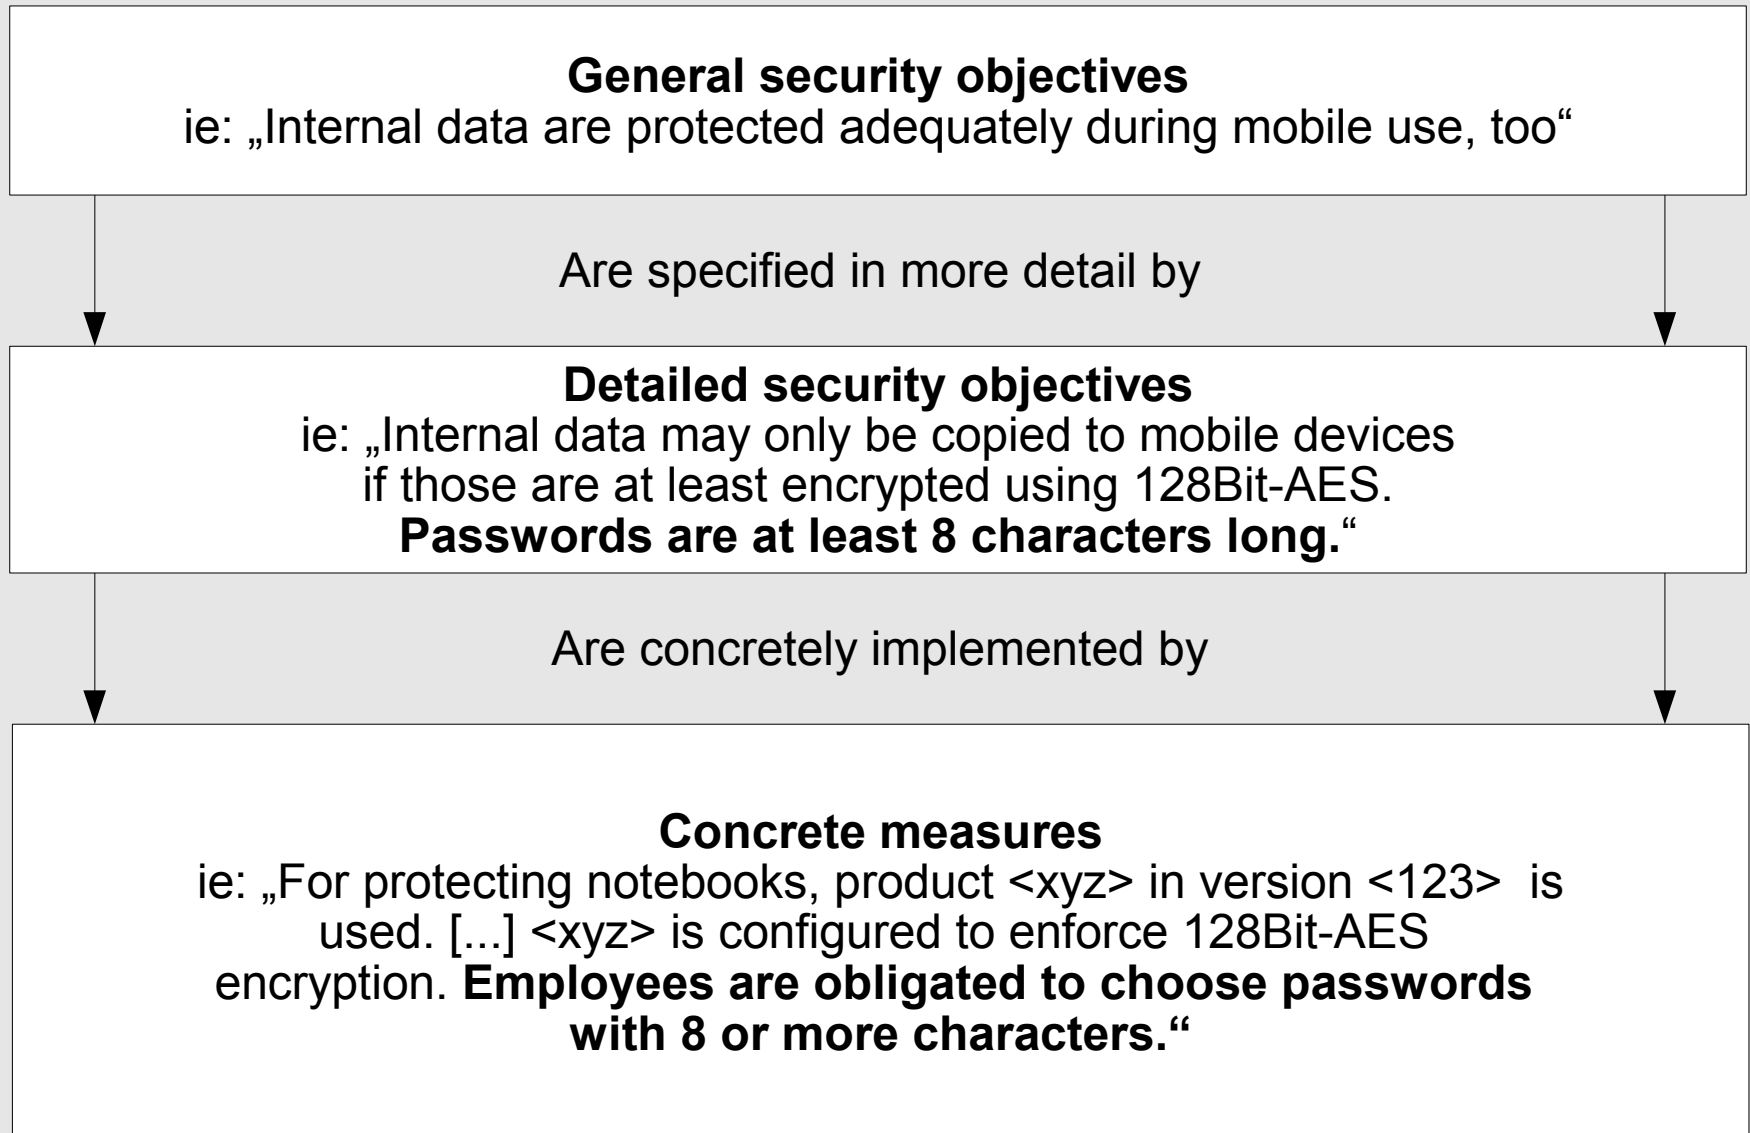 General security objectives
ie: „Internal data are protected adequately during mobile use, too“
Are specified in more detail by
Detailed security objectives
ie: „Internal data may only be copied to mobile devices
if those are at least encrypted using 128Bit-AES.
Passwords are at least 8 characters long.“
Are concretely implemented by
Concrete measures
ie: „For protecting notebooks, product <xyz> in version <123>  is
used. [...] <xyz> is configured to enforce 128Bit-AES
encryption. Employees are obligated to choose passwords
with 8 or more characters.“